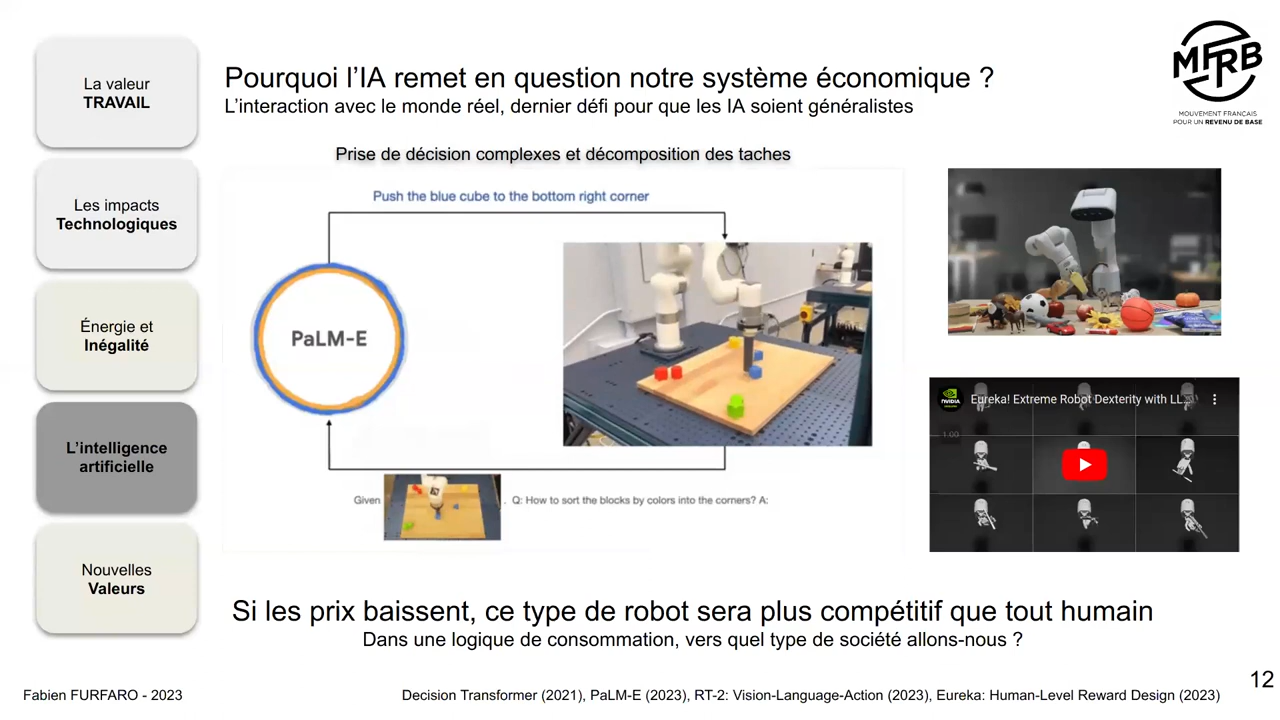 La valeur
TRAVAIL
Les impacts
Technologiques
Énergie et
Inégalité
L'intelligence
artificielle
Nouvelles
Valeurs
Pourquoi l'IA remet en question notre système économique ?
L'interaction avec le monde réel, dernier défi pour que les IA soient généralistes
MFRB
MOUVEMENT FRANÇAIS
POUR UN REVENU DE BASE
Prise de décision complexes et décomposition des taches
Push the blue cube to the bottom right corner
PaLM-E
Given . Q: How to sort the blocks by colors into the corners? A:
NVIDIA
Eureka! Extreme Robot Dexterity with LL...
1:00
Si les prix baissent, ce type de robot sera plus compétitif que tout humain
Dans une logique de consommation, vers quel type de société allons-nous ?
Fabien FURFARO - 2023
Decision Transformer (2021), PaLM-E (2023), RT-2: Vision-Language-Action (2023), Eureka: Human-Level Reward Design (2023)
12